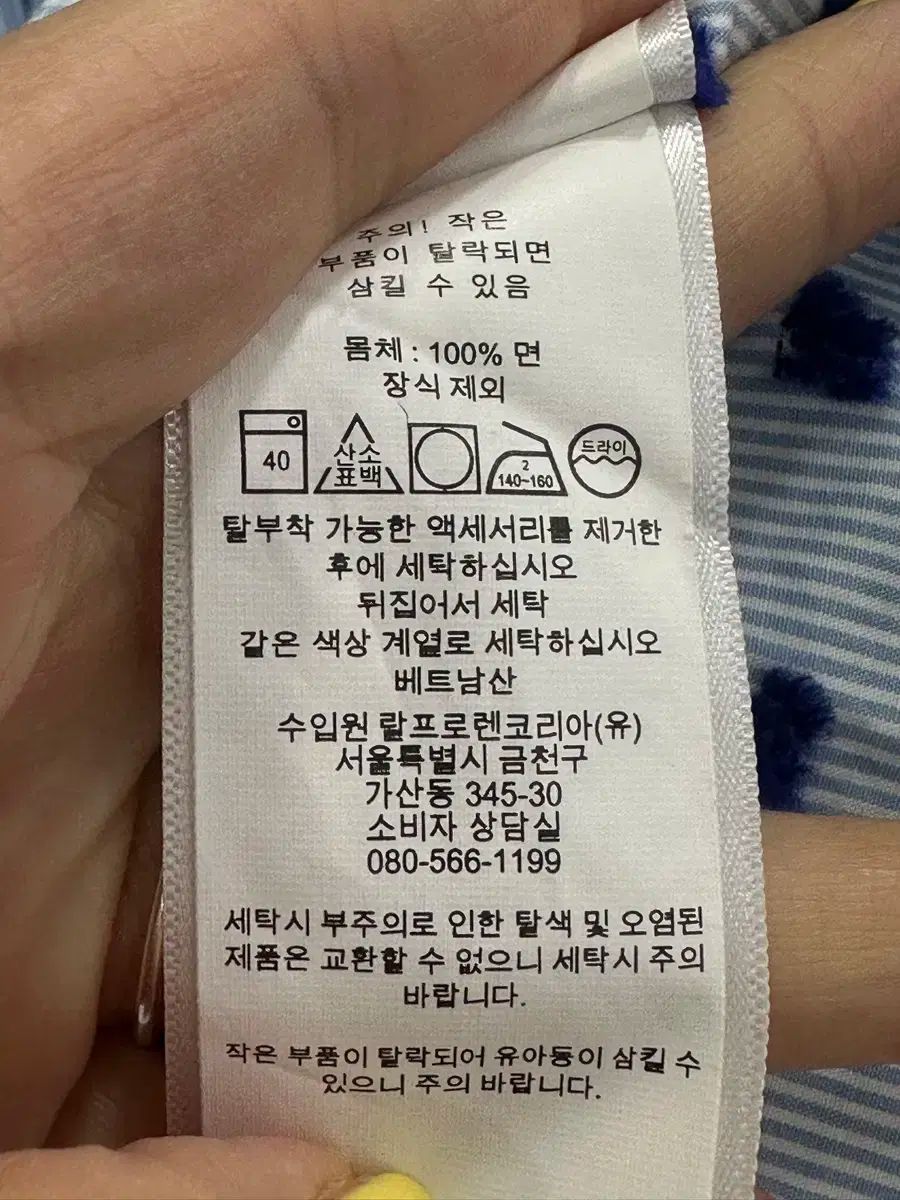 주의! 작은
부품이 탈락되면
삼킬 수 있음
몸체 : 100% 면
장식 제외
40
산소
표백
2
140~160
드라이
탈부착 가능한 액세서리를 제거한
후에 세탁하십시오
뒤집어서 세탁
같은 색상 계열로 세탁하십시오
베트남산
수입원 랄프로렌코리아(유)
서울특별시 금천구
가산동 345-30
소비자 상담실
080-566-1199
세탁시 부주의로 인한 탈색 및 오염된
제품은 교환할 수 없으니 세탁시 주의
바랍니다.
작은 부품이 탈락되어 유아등이 삼킬 수
있으니 주의 바랍니다.